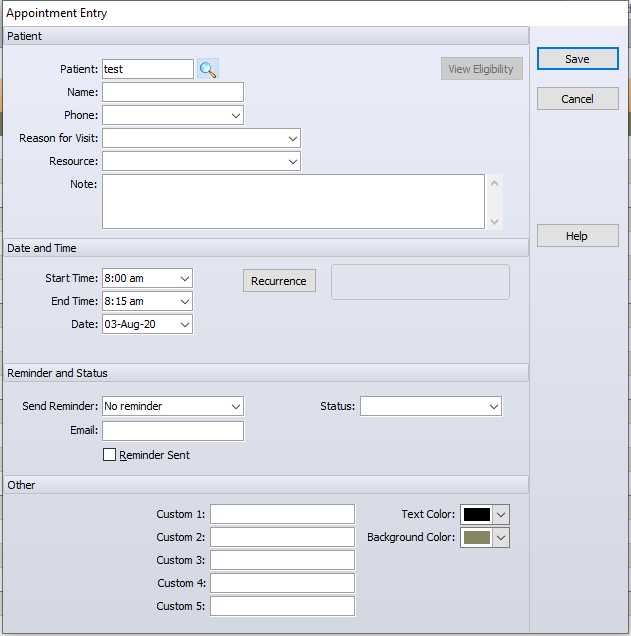 Appointment Entry
Patient
Patient: test
View Eligibility
Save
Name:
Cancel
Phone:
Reason for Visit:
Resource:
Note:
Help
Date and Time
Start Time: 8:00 am
Recurrence
End Time: 8:15 am
Date: 03-Aug-20
Reminder and Status
Send Reminder: No reminder
Status:
Email:
Reminder Sent
Other
Custom 1:
Text Color:
Custom 2:
Background Color:
Custom 3:
Custom 4:
Custom 5: